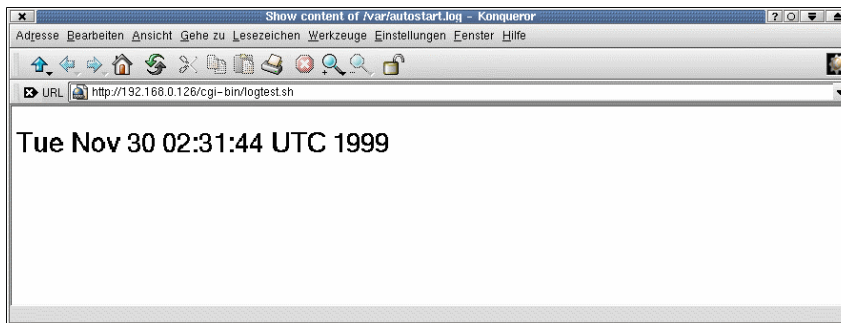 Show content of /var/autostart.log - Konqueror
Adresse Bearbeiten Ansicht Gehe zu Lesezeichen Werkzeuge Einstellungen Fenster Hilfe
URL http://192.168.0.126/cgi-bin/logtest.sh
Tue Nov 30 02:31:44 UTC 1999